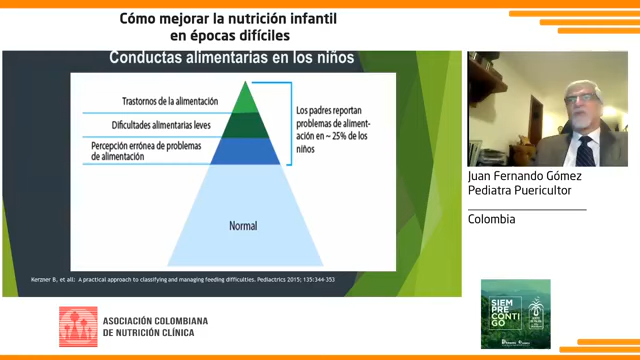 Cómo mejorar la nutrición infantil
en épocas difíciles
Conductas alimentarias en los niños
Trastornos de la alimentación
Dificultades alimentarias leves
Percepción errónea de problemas
de alimentación
Los padres reportan
problemas de aliment-
ación en ~ 25% de los
niños
Normal
Kerzner B, et all: A practical approach to classifying and managing feeding difficulties. Pediactrics 2015; 135:344-353
Juan Fernando Gómez
Pediatra Puericultor
Colombia
ASOCIACIÓN COLOMBIANA
DE NUTRICIÓN CLÍNICA
SIEM
PRE
CONTI
GO